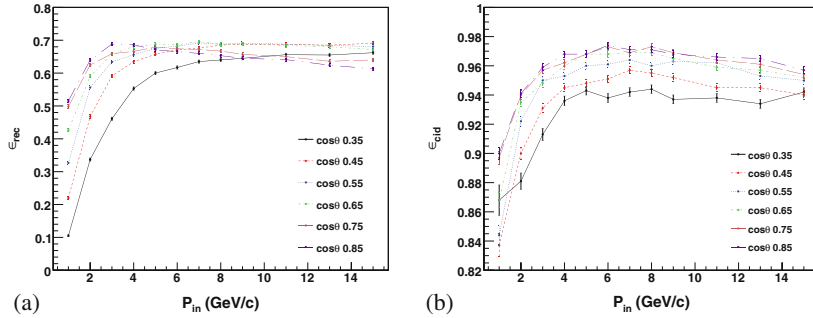 ε_rec
0.8
0.7
0.6
0.5
0.4
0.3
0.2
0.1
0
cosθ 0.35
cosθ 0.45
cosθ 0.55
cosθ 0.65
cosθ 0.75
cosθ 0.85
2 4 6 8 10 12 14
P_in (GeV/c)
(a)
ε_cid
1
0.98
0.96
0.94
0.92
0.9
0.88
0.86
0.84
0.82
cosθ 0.35
cosθ 0.45
cosθ 0.55
cosθ 0.65
cosθ 0.75
cosθ 0.85
2 4 6 8 10 12 14
P_in (GeV/c)
(b)